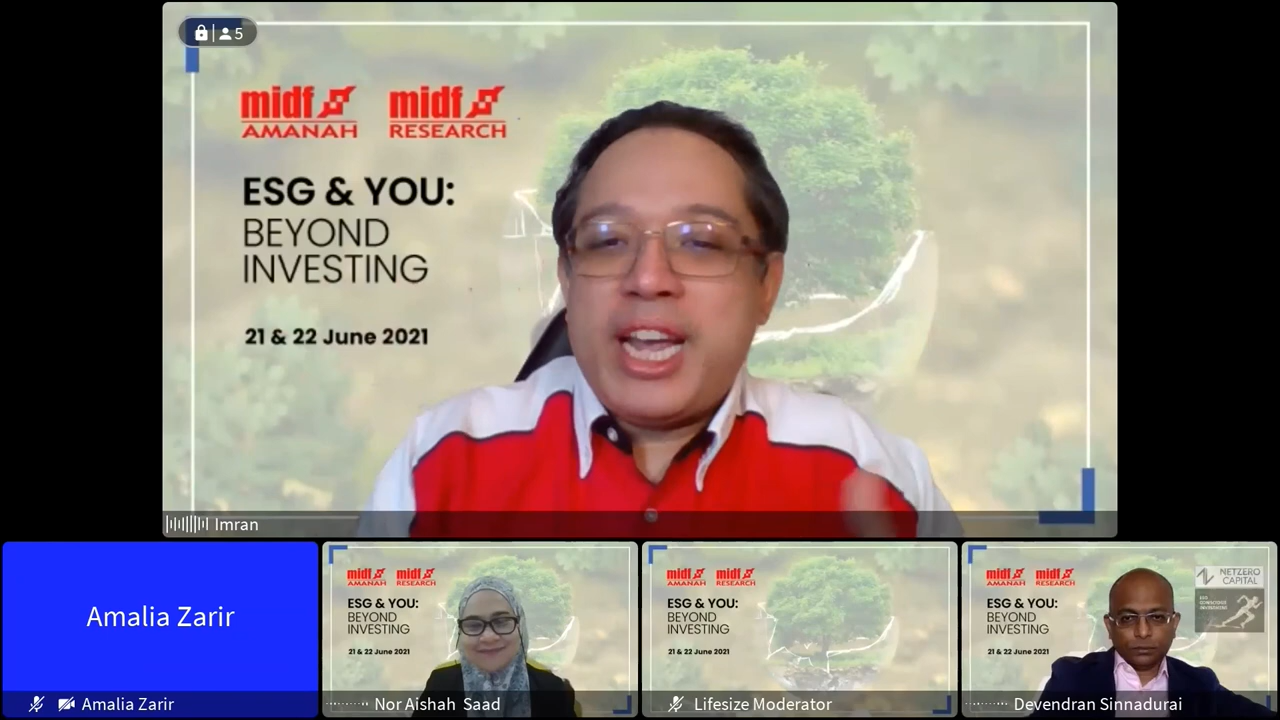 5
midf midf
AMANAH RESEARCH
ESG & YOU:
BEYOND
INVESTING
21 & 22 June 2021
Imran
Amalia Zarir
Amalia Zarir
midf midf
AMANAH RESEARCH
ESG & YOU:
BEYOND
INVESTING
21 & 22 June 2021
Nor Aishah Saad
midf midf
AMANAH RESEARCH
ESG & YOU:
BEYOND
INVESTING
21 & 22 June 2021
Lifesize Moderator
midf midf
AMANAH RESEARCH
NETZERO
CAPITAL
ESG & YOU:
BEYOND
INVESTING
21 & 22 June 2021
Devendran Sinnadurai